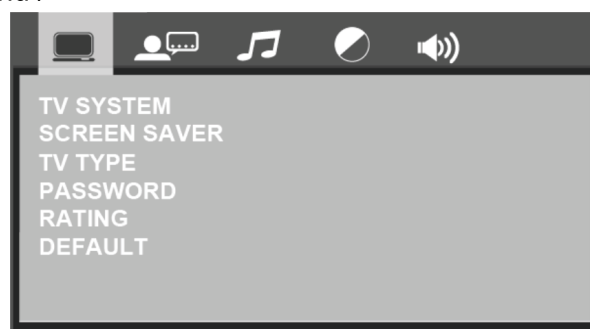 TV SYSTEM
SCREEN SAVER
TV TYPE
PASSWORD
RATING
DEFAULT